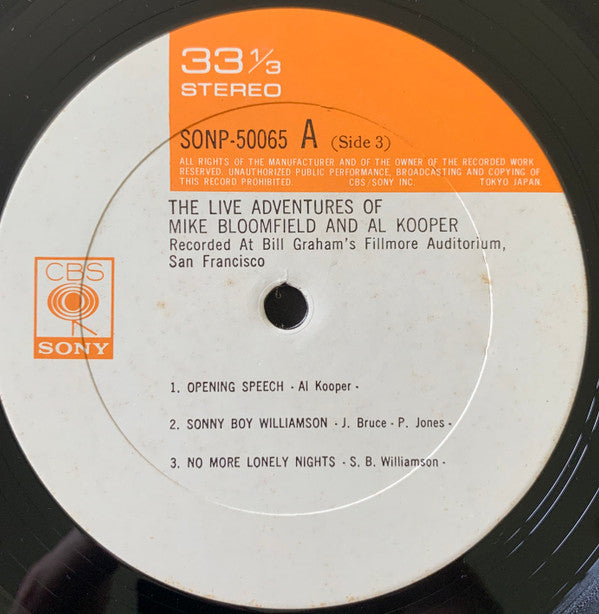 33 1/3
STEREO
SONP-50065 A (Side 3)
ALL RIGHTS OF THE MANUFACTURER AND OF THE OWNER OF THE RECORDED WORK
RESERVED. UNAUTHORIZED PUBLIC PERFORMANCE, BROADCASTING AND COPYING OF
THIS RECORD PROHIBITED. CBS/SONY INC. TOKYO JAPAN.
THE LIVE ADVENTURES OF
MIKE BLOOMFIELD AND AL KOOPER
Recorded At Bill Graham's Fillmore Auditorium,
San Francisco
CBS
SONY
6
1. OPENING SPEECH - Al Kooper -
2. SONNY BOY WILLIAMSON - J. Bruce - P. Jones -
3. NO MORE LONELY NIGHTS - S. B. Williamson -